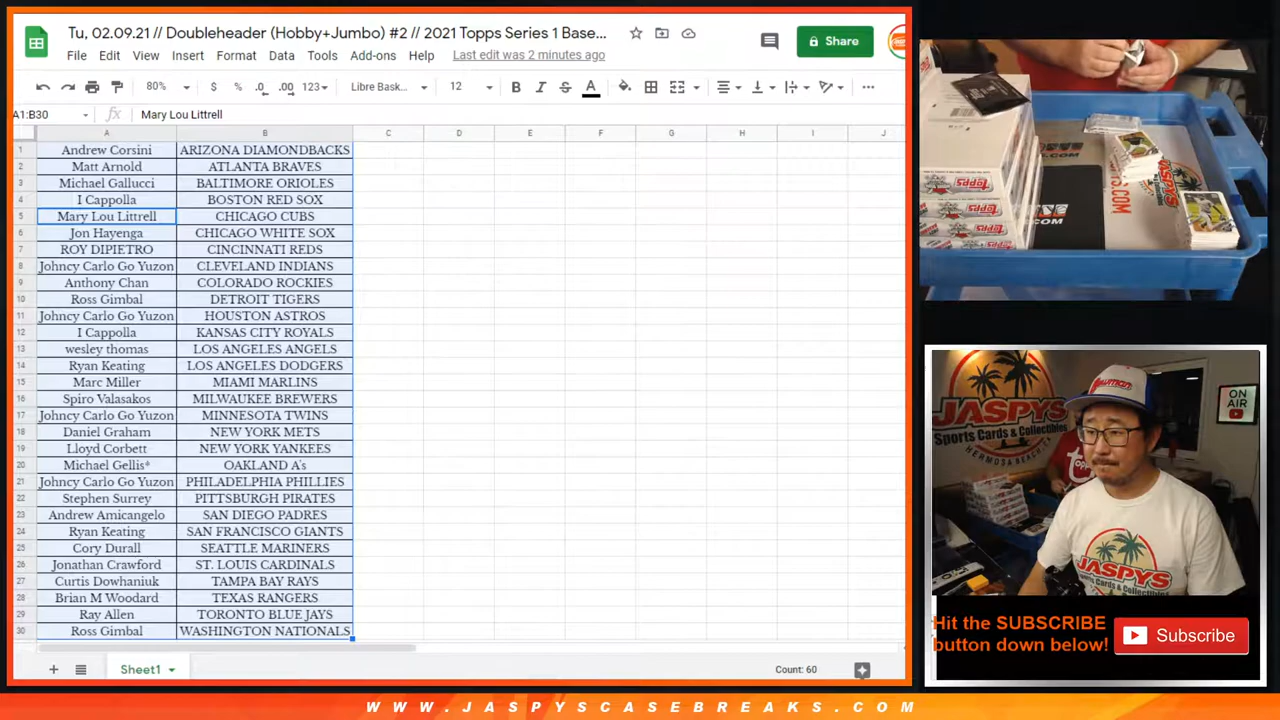 Tu, 02.09.21 // Doubleheader (Hobby+Jumbo) #2 // 2021 Topps Series 1 Base...
File Edit View Insert Format Data Tools Add-ons Help Last edit was 2 minutes ago
Share
80% $ % .0 .00 123 Libre Bask... 12 B I S A
A1:B30 fx Mary Lou Littrell
A B C D E F G H I J
1 Andrew Corsini ARIZONA DIAMONDBACKS
2 Matt Arnold ATLANTA BRAVES
3 Michael Gallucci BALTIMORE ORIOLES
4 I Cappolla BOSTON RED SOX
5 Mary Lou Littrell CHICAGO CUBS
6 Jon Hayenga CHICAGO WHITE SOX
7 ROY DIPIETRO CINCINNATI REDS
8 Johncy Carlo Go Yuzon CLEVELAND INDIANS
9 Anthony Chan COLORADO ROCKIES
10 Ross Gimbal DETROIT TIGERS
11 Johncy Carlo Go Yuzon HOUSTON ASTROS
12 I Cappolla KANSAS CITY ROYALS
13 wesley thomas LOS ANGELES ANGELS
14 Ryan Keating LOS ANGELES DODGERS
15 Marc Miller MIAMI MARLINS
16 Spiro Valasakos MILWAUKEE BREWERS
17 Johncy Carlo Go Yuzon MINNESOTA TWINS
18 Daniel Graham NEW YORK METS
19 Lloyd Corbett NEW YORK YANKEES
20 Michael Gellis* OAKLAND A's
21 Johncy Carlo Go Yuzon PHILADELPHIA PHILLIES
22 Stephen Surrey PITTSBURGH PIRATES
23 Andrew Amicangelo SAN DIEGO PADRES
24 Ryan Keating SAN FRANCISCO GIANTS
25 Cory Durall SEATTLE MARINERS
26 Jonathan Crawford ST. LOUIS CARDINALS
27 Curtis Dowhaniuk TAMPA BAY RAYS
28 Brian M Woodard TEXAS RANGERS
29 Ray Allen TORONTO BLUE JAYS
30 Ross Gimbal WASHINGTON NATIONALS
Sheet1
Count: 60
topps
JASPYS
Sports Cards & Collectibles
HERMOSA BEACH, CA
ON
AIR
JASPYS
Hit the SUBSCRIBE
button down below!
Subscribe
WWW.JASPYSCASEBREAKS.COM